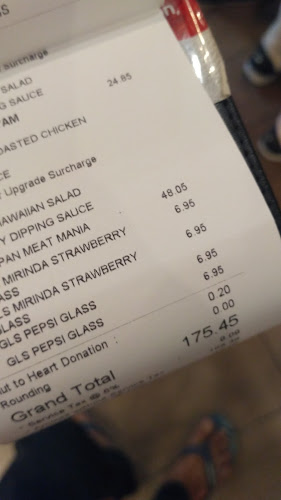 Surcharge
SALAD
G SAUCE 24.85
AM
OASTED CHICKEN
CE
Upgrade Surcharge
HAWAIIAN SALAD
Y DIPPING SAUCE 48.05
PAN MEAT MANIA 6.95
MIRINDA STRAWBERRY
ASS 6.95
LS MIRINDA STRAWBERRY
GLASS 6.95
GLS PEPSI GLASS 6.95
GLS PEPSI GLASS
ut to Heart Donation : 0.20
Rounding 0.00
Grand Total 175.45